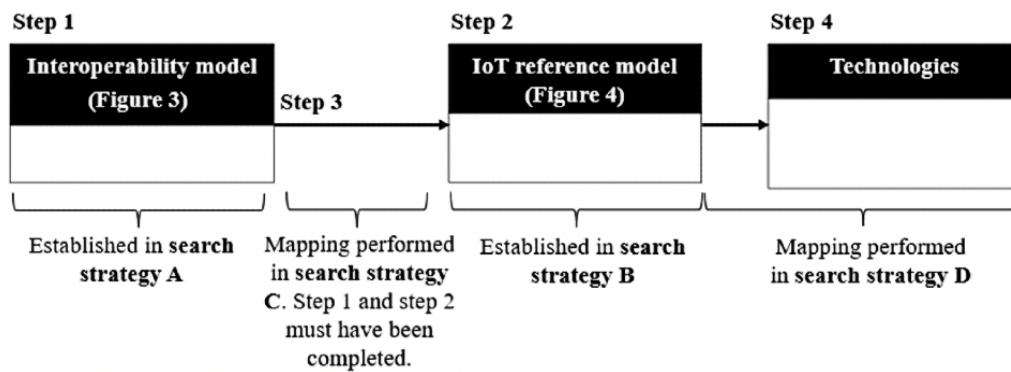 Step 1
Interoperability model
(Figure 3)
Established in search
strategy A
Step 3
Mapping performed
in search strategy
C. Step 1 and step 2
must have been
completed.
Step 2
IoT reference model
(Figure 4)
Established in search
strategy B
Step 4
Technologies
Mapping performed
in search strategy D